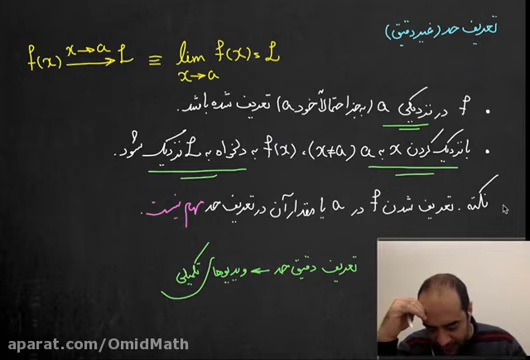 تعریف حد (غیر دقیق)
f(x) x→a→ L ≡ lim x→a f(x) = L
• f در نزدیکی a (به جز احتمالاً خود a) تعریف شده باشد.
• با نزدیک کردن x به a (x≠a)، f(x) به دلخواه به L نزدیک شود.
نکته. تعریف شدن f در a یا مقدار آن در تعریف حد مهم نیست.
تعریف دقیق حد ← ویدیوهای تکمیلی
aparat.com/OmidMath